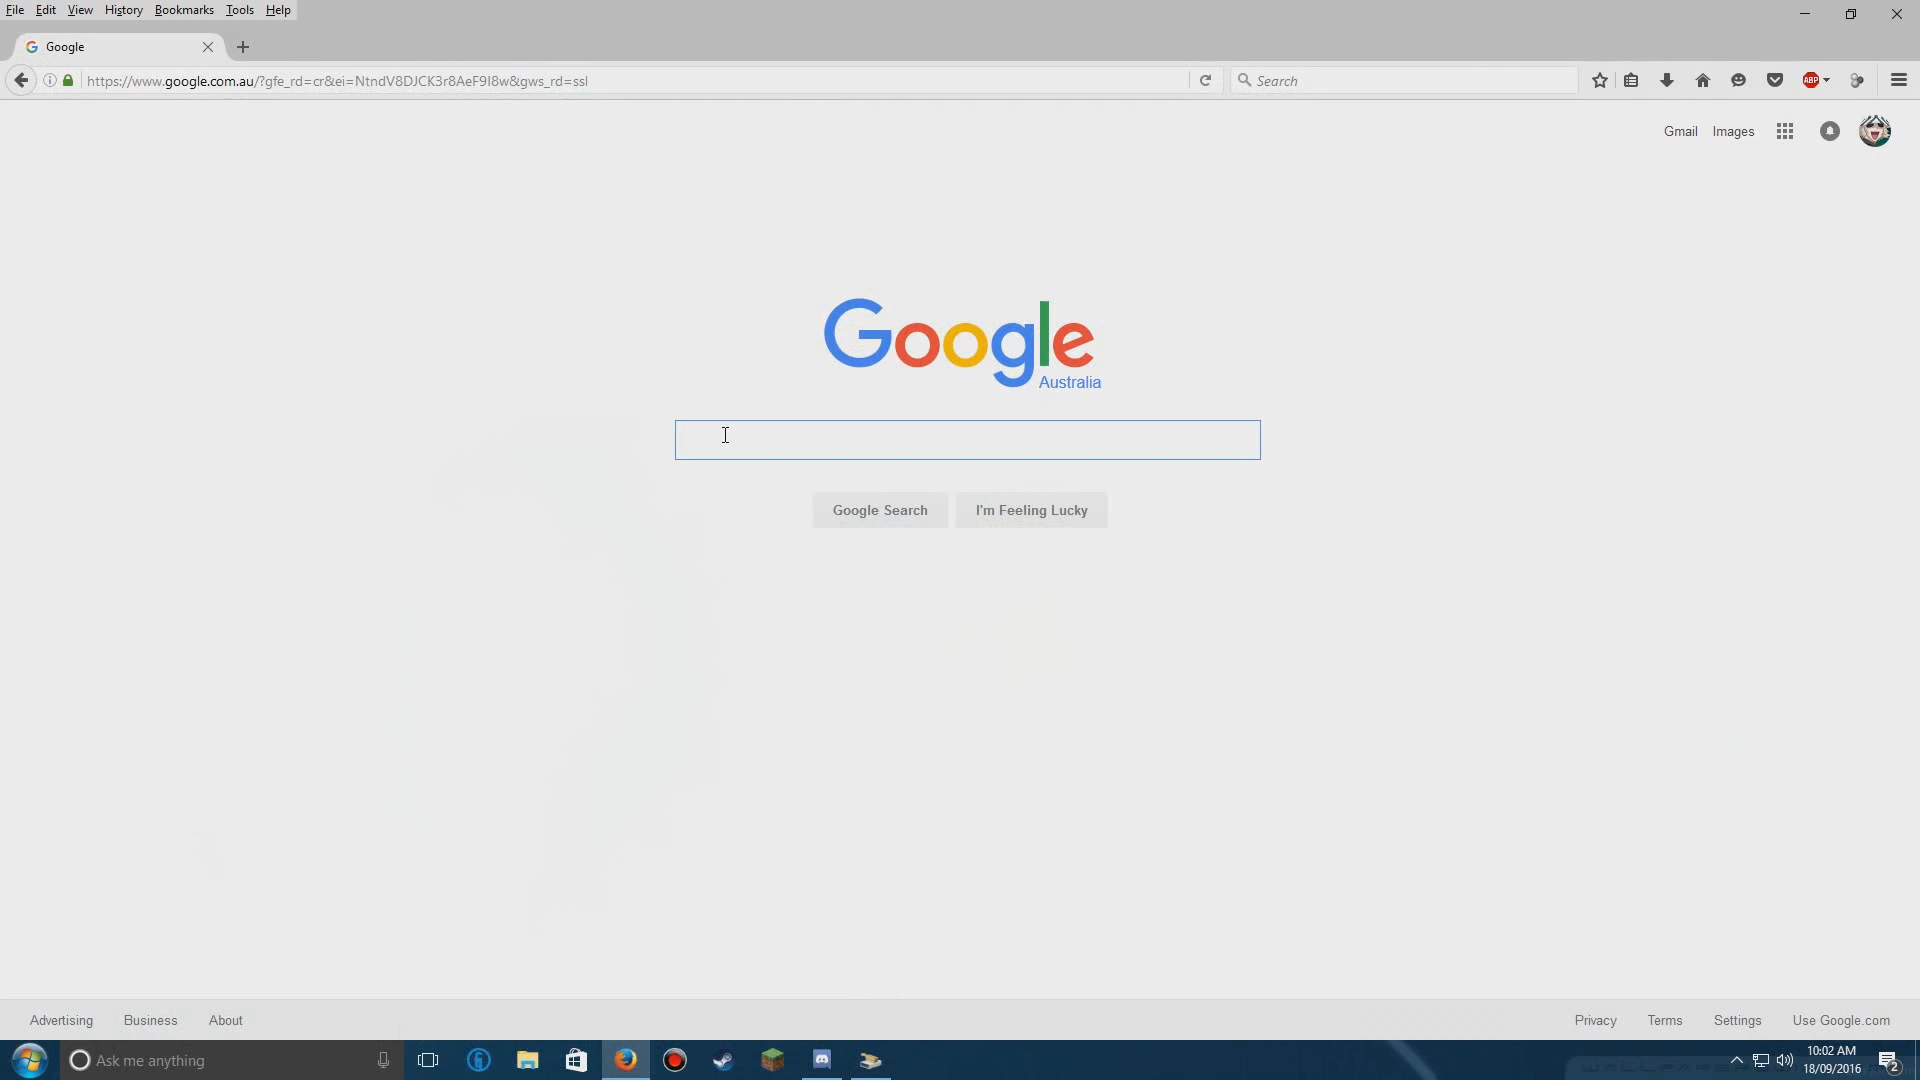 File Edit View History Bookmarks Tools Help
Google
https://www.google.com.au/?gfe_rd=cr&ei=NtndV8DJCK3r8AeF9I8w&gws_rd=ssl
Search
ABP
Gmail Images
Google
Australia
Google Search I'm Feeling Lucky
Advertising Business About
Privacy Terms Settings Use Google.com
Ask me anything
10:02 AM
18/09/2016
2